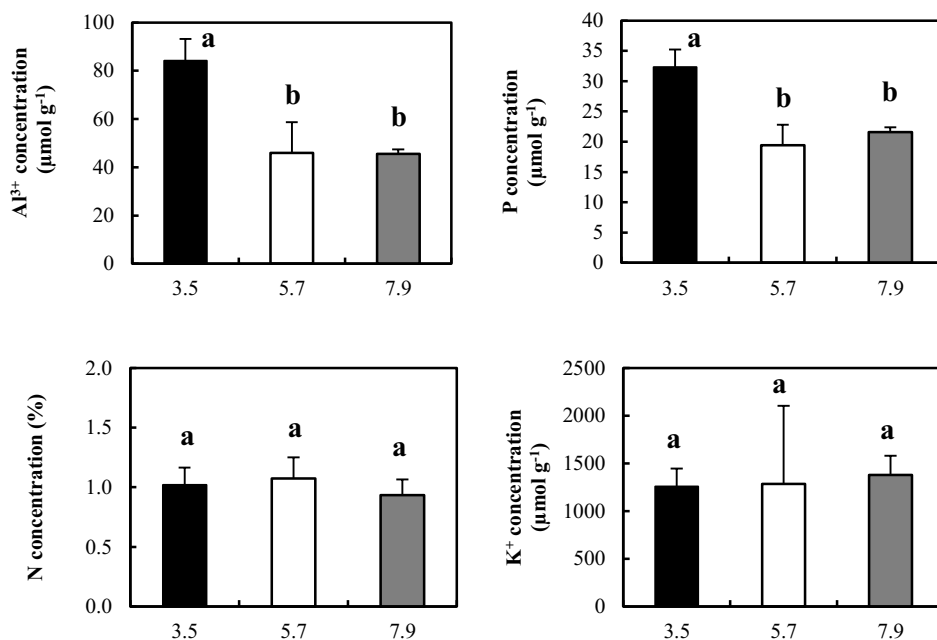 Al³⁺ concentration
(μmol g⁻¹)
100
80
60
40
20
0
a
b
b
3.5 5.7 7.9
P concentration
(μmol g⁻¹)
40
35
30
25
20
15
10
5
0
a
b
b
3.5 5.7 7.9
N concentration (%)
2.0
1.5
1.0
0.5
0.0
a
a
a
3.5 5.7 7.9
K⁺ concentration
(μmol g⁻¹)
2500
2000
1500
1000
500
0
a
a
a
3.5 5.7 7.9